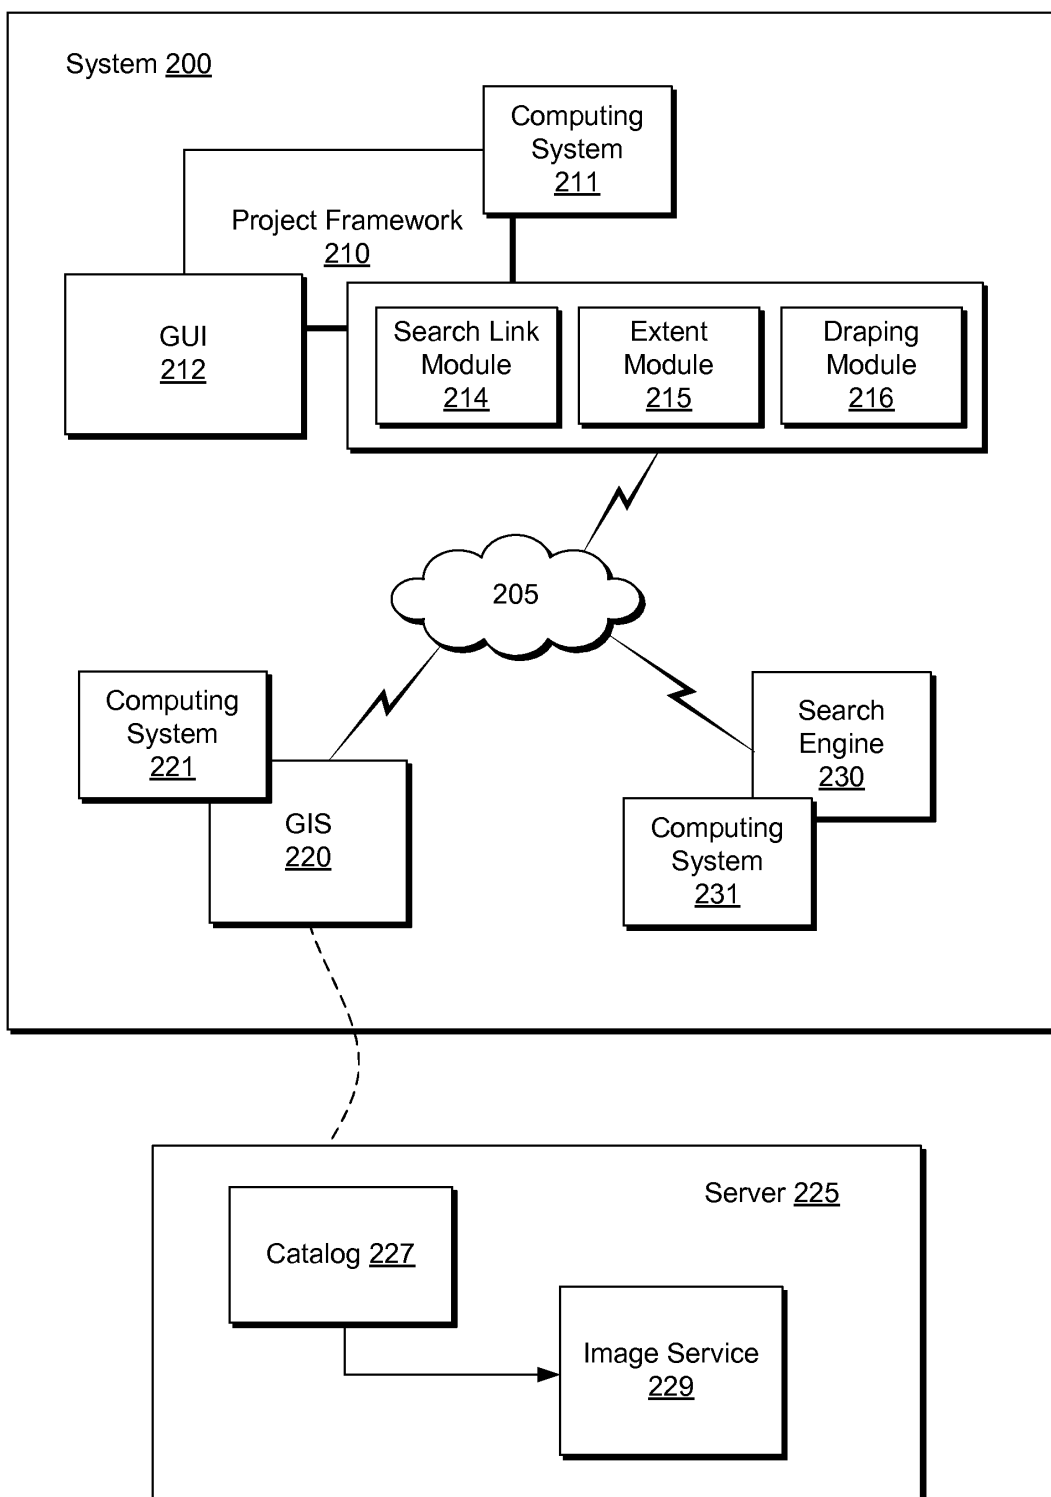 System 200
Computing
System
211
Project Framework
210
GUI
212
Search Link
Module
214
Extent
Module
215
Draping
Module
216
205
Computing
System
221
GIS
220
Search
Engine
230
Computing
System
231
Server 225
Catalog 227
Image Service
229